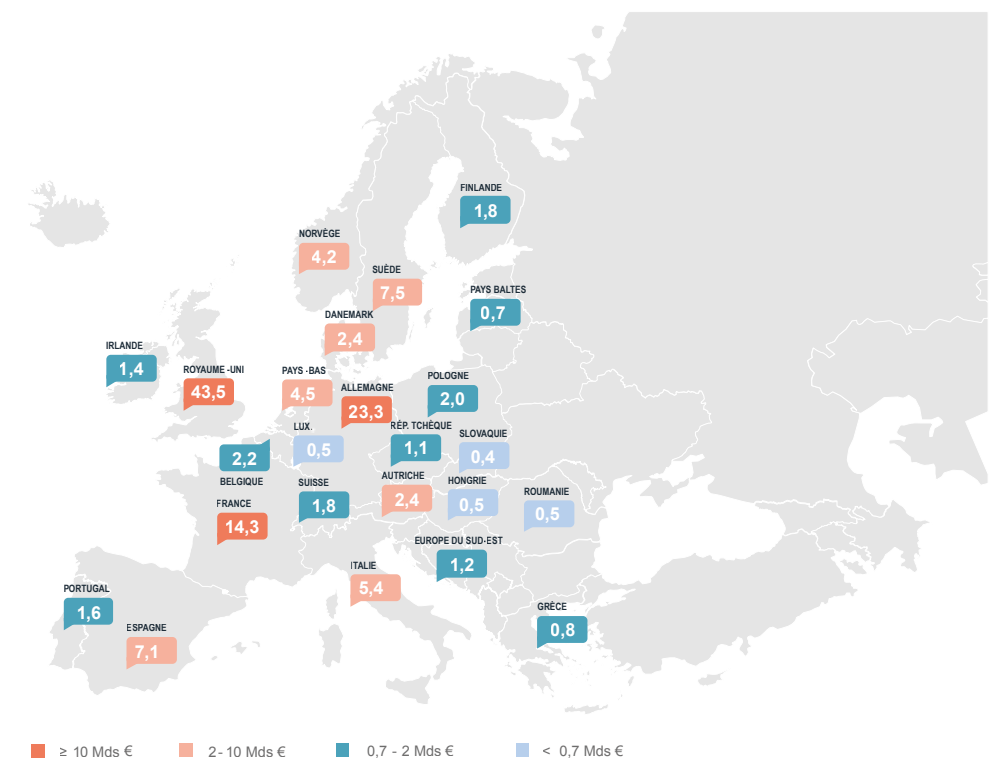 FINLANDE
1,8
NORVÈGE
4,2
SUÈDE
7,5
PAYS BALTES
0,7
DANEMARK
2,4
IRLANDE
1,4
ROYAUME-UNI
43,5
PAYS-BAS
4,5
ALLEMAGNE
23,3
POLOGNE
2,0
LUX.
0,5
RÉP. TCHÈQUE
1,1
SLOVAQUIE
0,4
2,2
BELGIQUE
SUISSE
1,8
AUTRICHE
2,4
HONGRIE
0,5
ROUMANIE
0,5
FRANCE
14,3
EUROPE DU SUD-EST
1,2
ITALIE
5,4
PORTUGAL
1,6
ESPAGNE
7,1
GRÈCE
0,8
≥ 10 Mds € 2-10 Mds € 0,7 - 2 Mds € < 0,7 Mds €